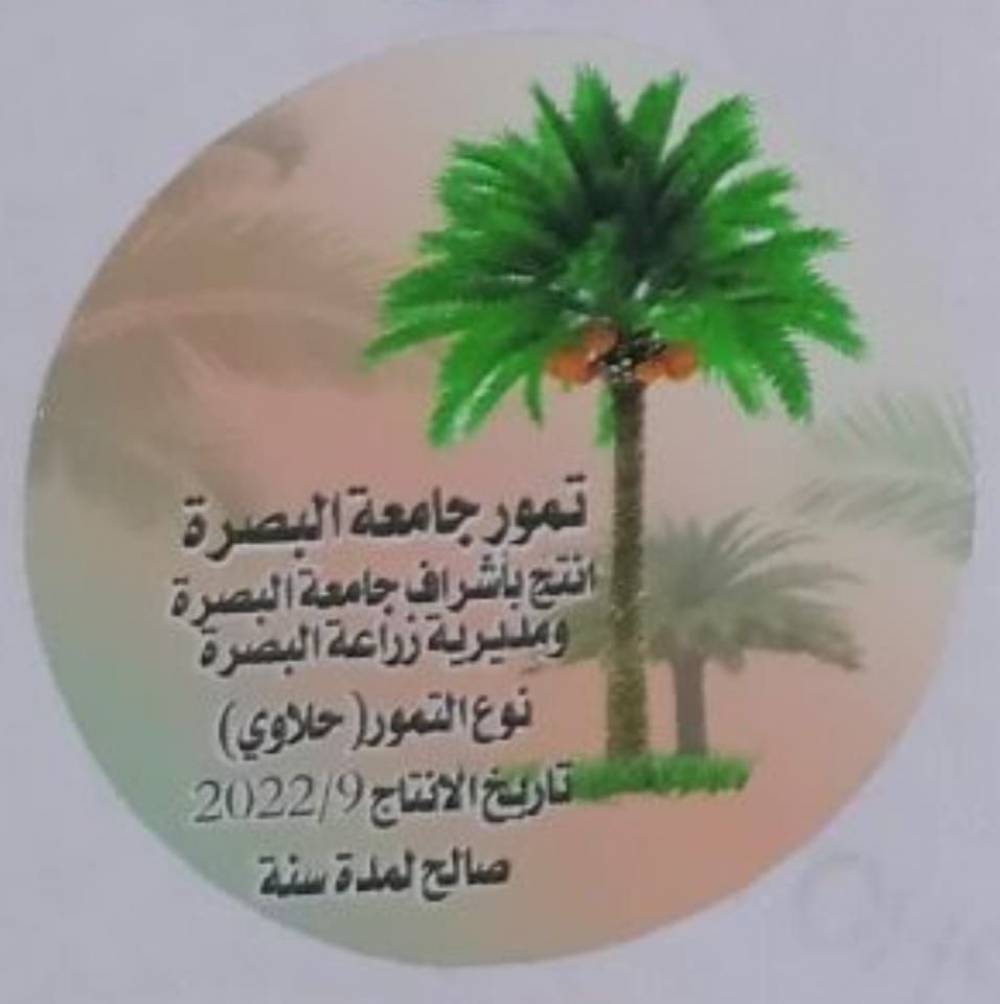 تمور جامعة البصرة
انتج بأشراف جامعة البصرة
ومديرية زراعة البصرة
نوع التمور (حلاوي)
تاريخ الانتاج 2022/9
صالح لمدة سنة